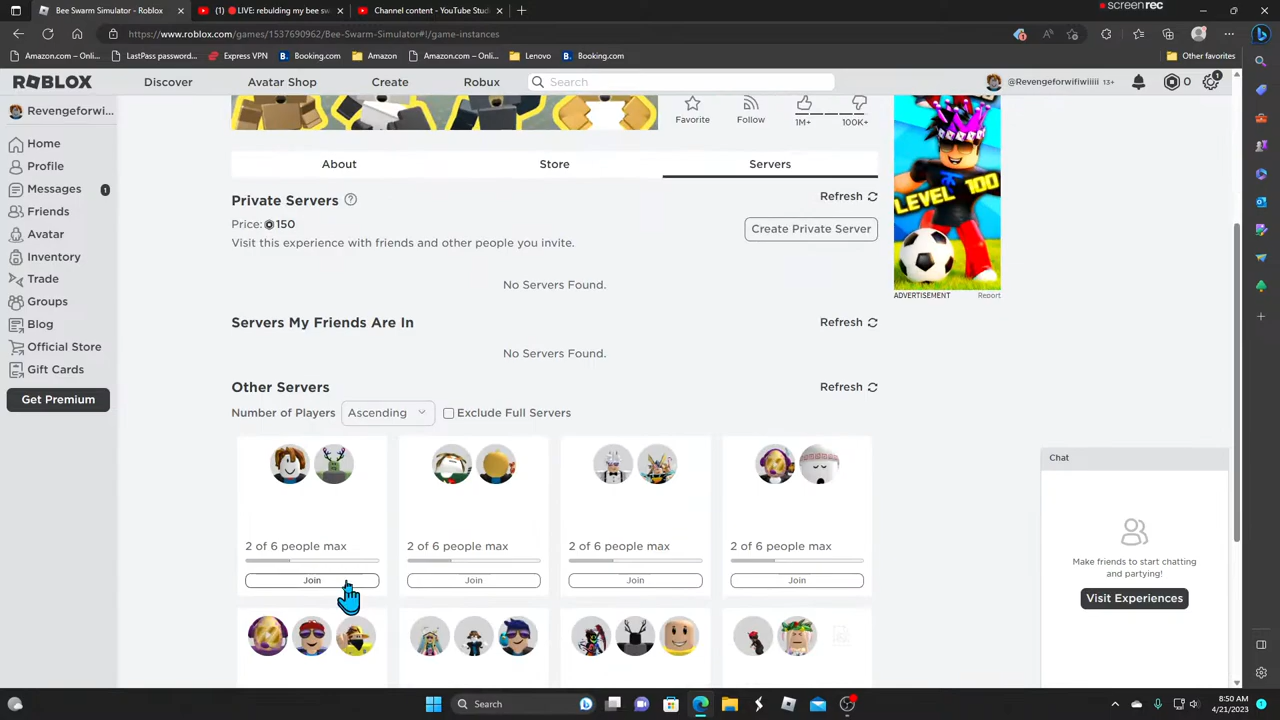 SCREENREC
Bee Swarm Simulator - Roblox
(1) 🔴 LIVE: rebulding my bee sw
Channel content - YouTube Studi
https://www.roblox.com/games/1537690962/Bee-Swarm-Simulator#!/game-instances
Amazon.com – Onli...
LastPass password...
Express VPN
Booking.com
Amazon
Lenovo
Booking.com
Amazon.com – Onli...
Other favorites
ROBLOX
Discover
Avatar Shop
Create
Robux
Search
@Revengeforwifiwiiiii 13+
0
1
Revengeforwi...
Home
Profile
Messages
1
Friends
Avatar
Inventory
Trade
Groups
Blog
Official Store
Gift Cards
Get Premium
Favorite
Follow
1M+
100K+
About
Store
Servers
Private Servers
Refresh
Price: 150
Visit this experience with friends and other people you invite.
Create Private Server
No Servers Found.
Servers My Friends Are In
Refresh
No Servers Found.
Other Servers
Refresh
Number of Players
Ascending
Exclude Full Servers
2 of 6 people max
2 of 6 people max
2 of 6 people max
2 of 6 people max
Join
Join
Join
Join
LEVEL 100
ADVERTISEMENT
Report
Chat
Make friends to start chatting
and partying!
Visit Experiences
Search
8:50 AM
4/21/2023